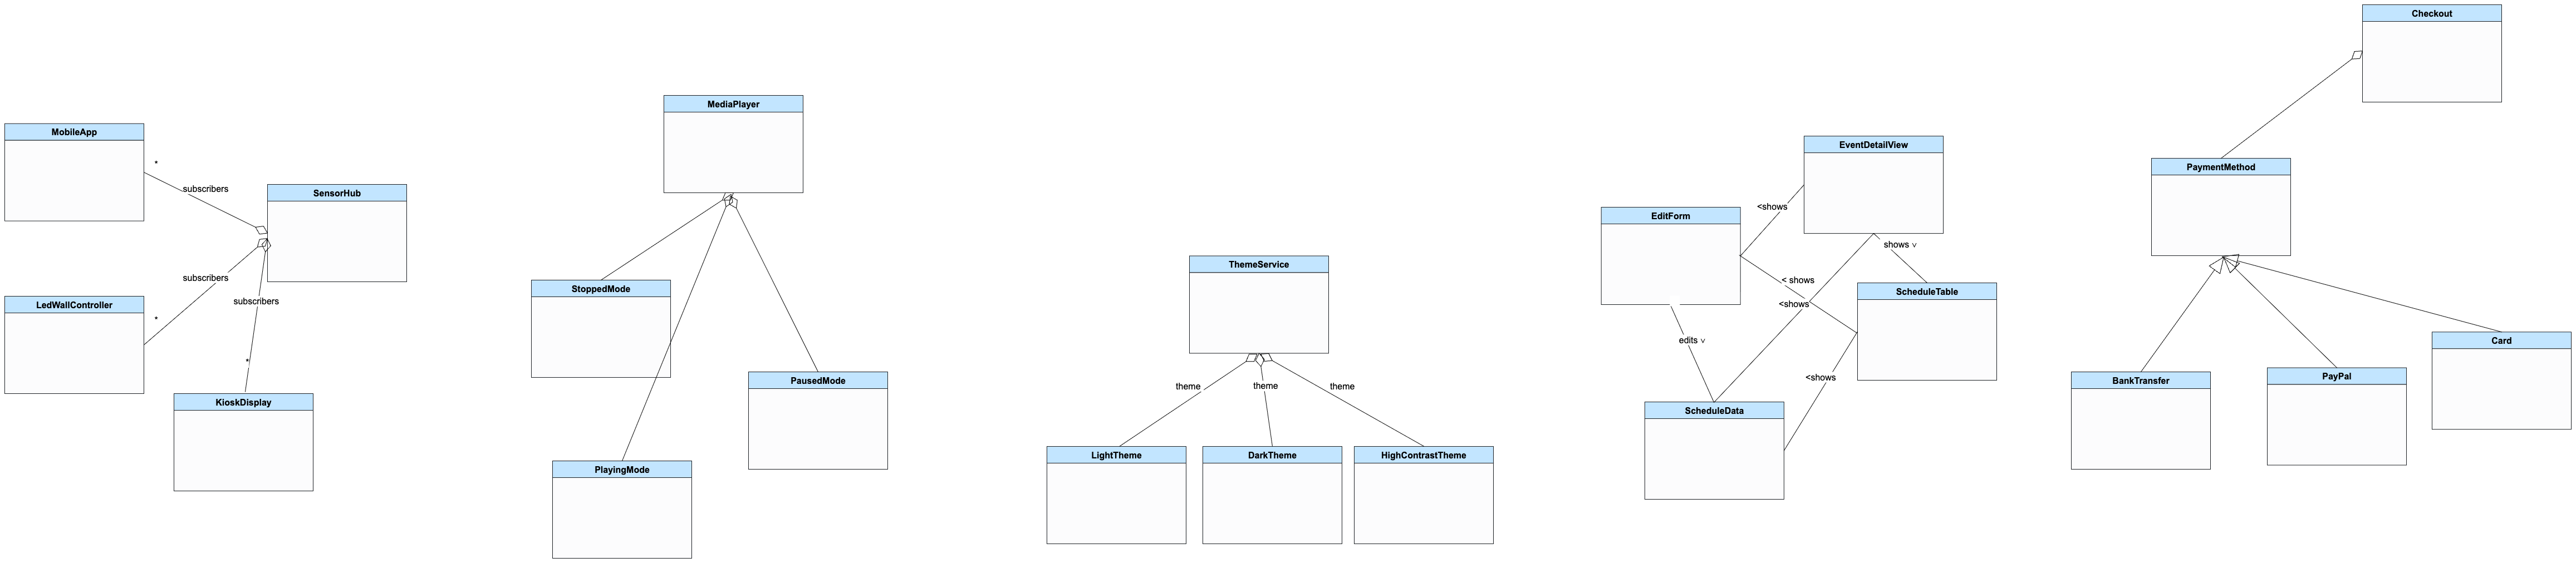 MobileApp
*
subscribers
SensorHub
LedWallController
*
subscribers
subscribers
*
KioskDisplay
MediaPlayer
StoppedMode
PausedMode
PlayingMode
ThemeService
theme
theme
theme
LightTheme
DarkTheme
HighContrastTheme
EventDetailView
<shows
EditForm
shows v
< shows
<shows
ScheduleTable
edits v
<shows
ScheduleData
Checkout
PaymentMethod
Card
BankTransfer
PayPal